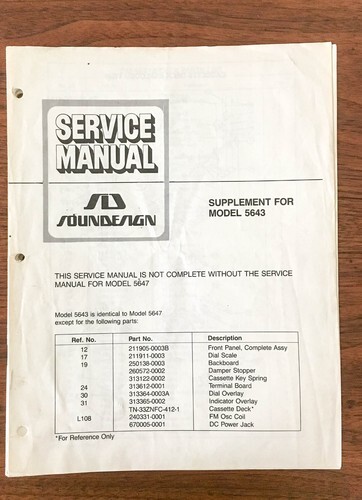 SERVICE
MANUAL
SD
SOUNDESIGN
SUPPLEMENT FOR
MODEL 5643
THIS SERVICE MANUAL IS NOT COMPLETE WITHOUT THE SERVICE
MANUAL FOR MODEL 5647
Model 5643 is identical to Model 5647
except for the following parts:
Ref. No. Part No. Description
12 211905-0003B Front Panel, Complete Assy
17 211911-0003 Dial Scale
19 250138-0003 Backboard
260572-0002 Damper Stopper
313122-0002 Cassette Key Spring
24 313612-0001 Terminal Board
30 313364-0003A Dial Overlay
31 313365-0002 Indicator Overlay
TN-33ZNFC-412-1 Cassette Deck*
L108 240331-0001 FM Osc Coil
670005-0001 DC Power Jack
*For Reference Only